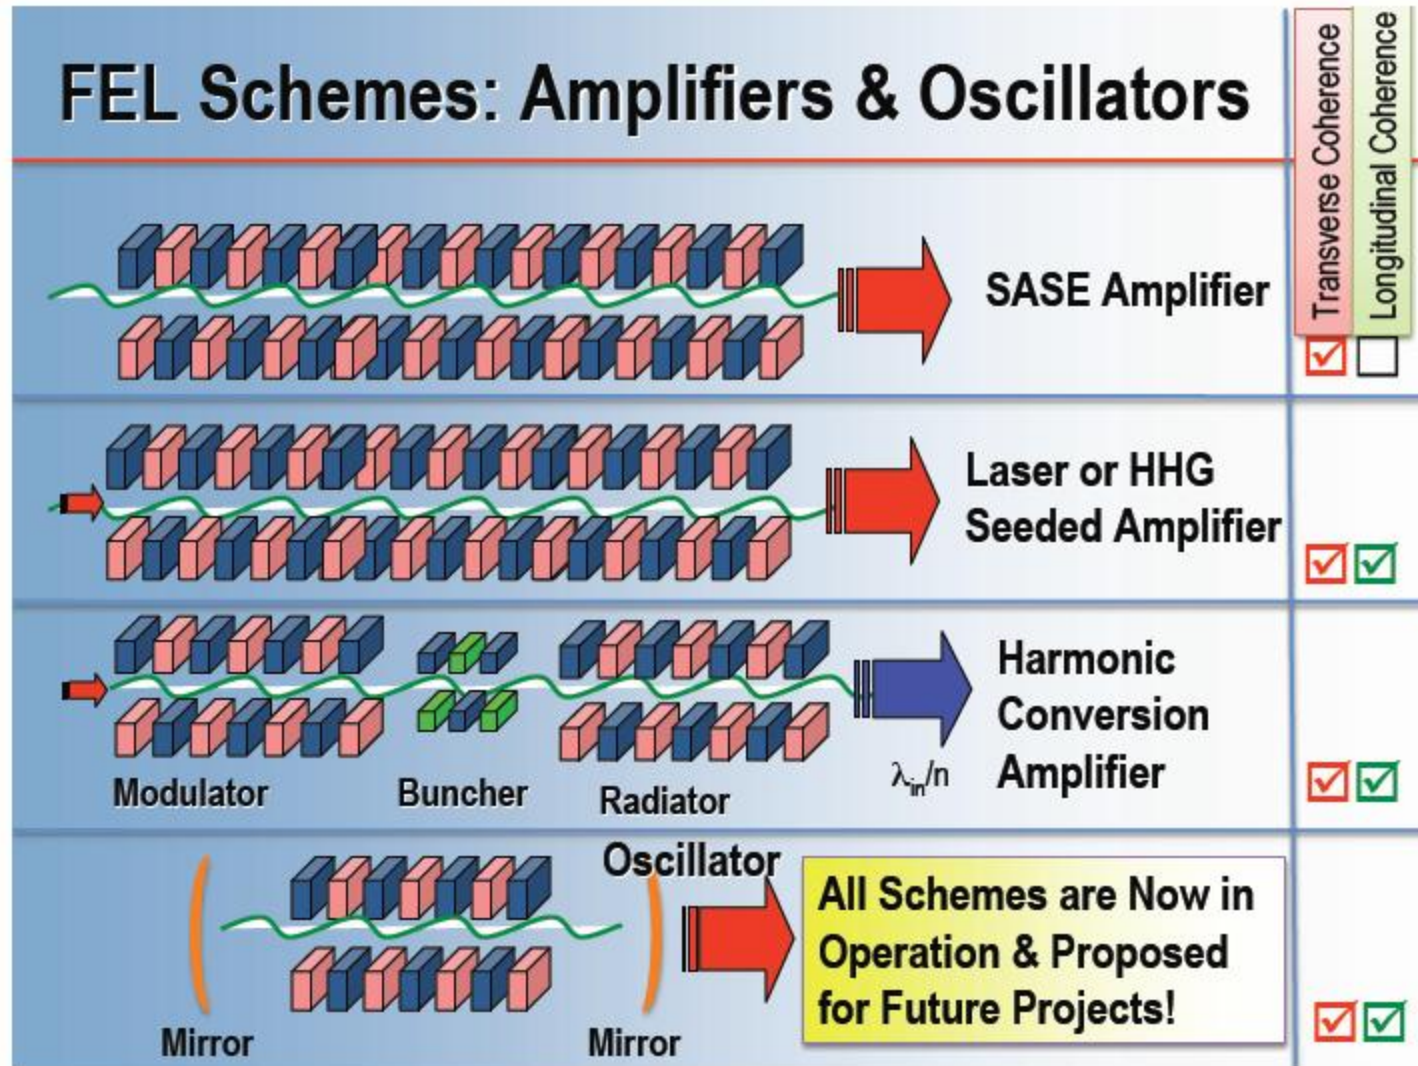 FEL Schemes: Amplifiers & Oscillators
Transverse Coherence
Longitudinal Coherence
SASE Amplifier
Laser or HHG
Seeded Amplifier
Harmonic
Conversion
Amplifier
λin/n
Modulator
Buncher
Radiator
Oscillator
All Schemes are Now in
Operation & Proposed
for Future Projects!
Mirror
Mirror